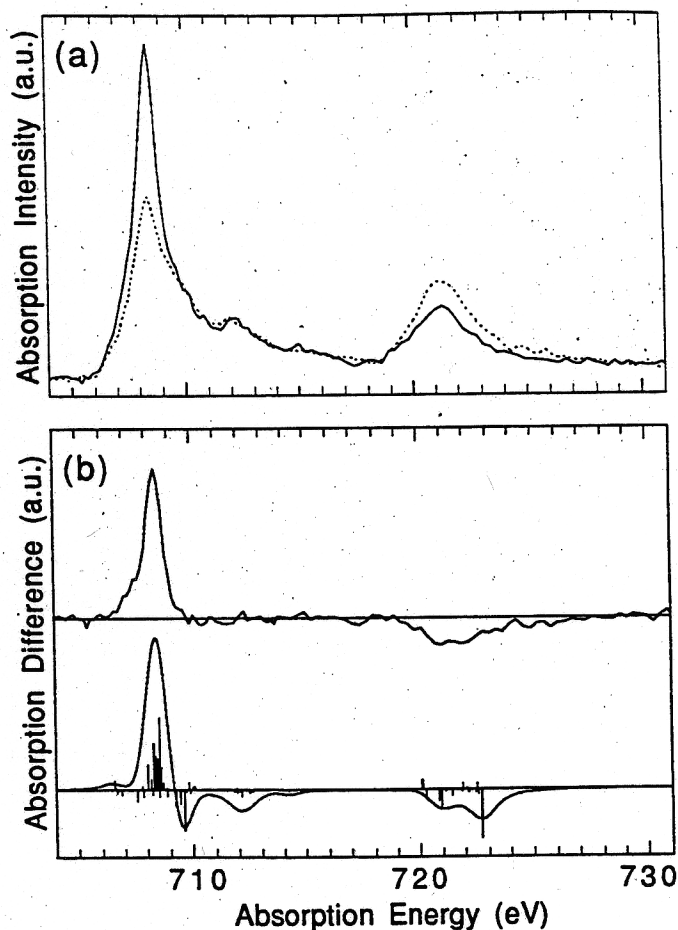 Absorption Intensity (a.u.)
(a)
Absorption Difference (a.u.)
(b)
710 720 730
Absorption Energy (eV)